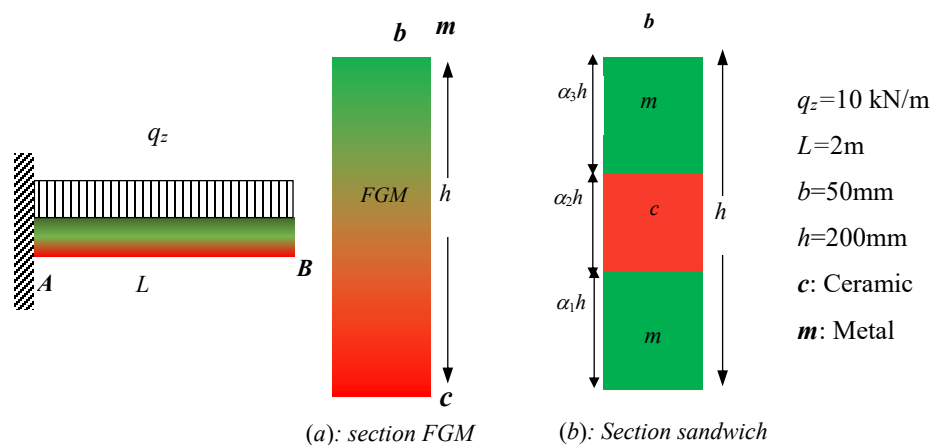 q_z
A
L
B
b
m
FGM
h
c
(a): section FGM
b
α₃h
m
α₂h
c
h
α₁h
m
(b): Section sandwich
q_z=10 kN/m
L=2m
b=50mm
h=200mm
c: Ceramic
m: Metal